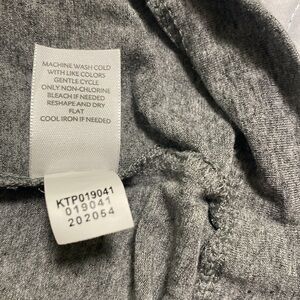 MACHINE WASH COLD
WITH LIKE COLORS
GENTLE CYCLE
ONLY NON-CHLORINE
BLEACH IF NEEDED
RESHAPE AND DRY
FLAT
COOL IRON IF NEEDED
KTP019041
019041
202054